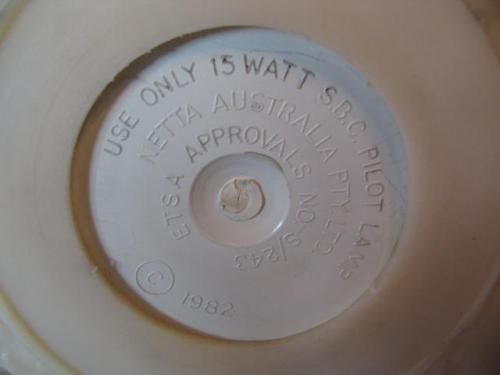 USE ONLY 15 WATT S.B.C. PILOT LAMP
NETTA AUSTRALIA PTY. LTD.
ETSA APPROVALS NO-S/243
© 1982